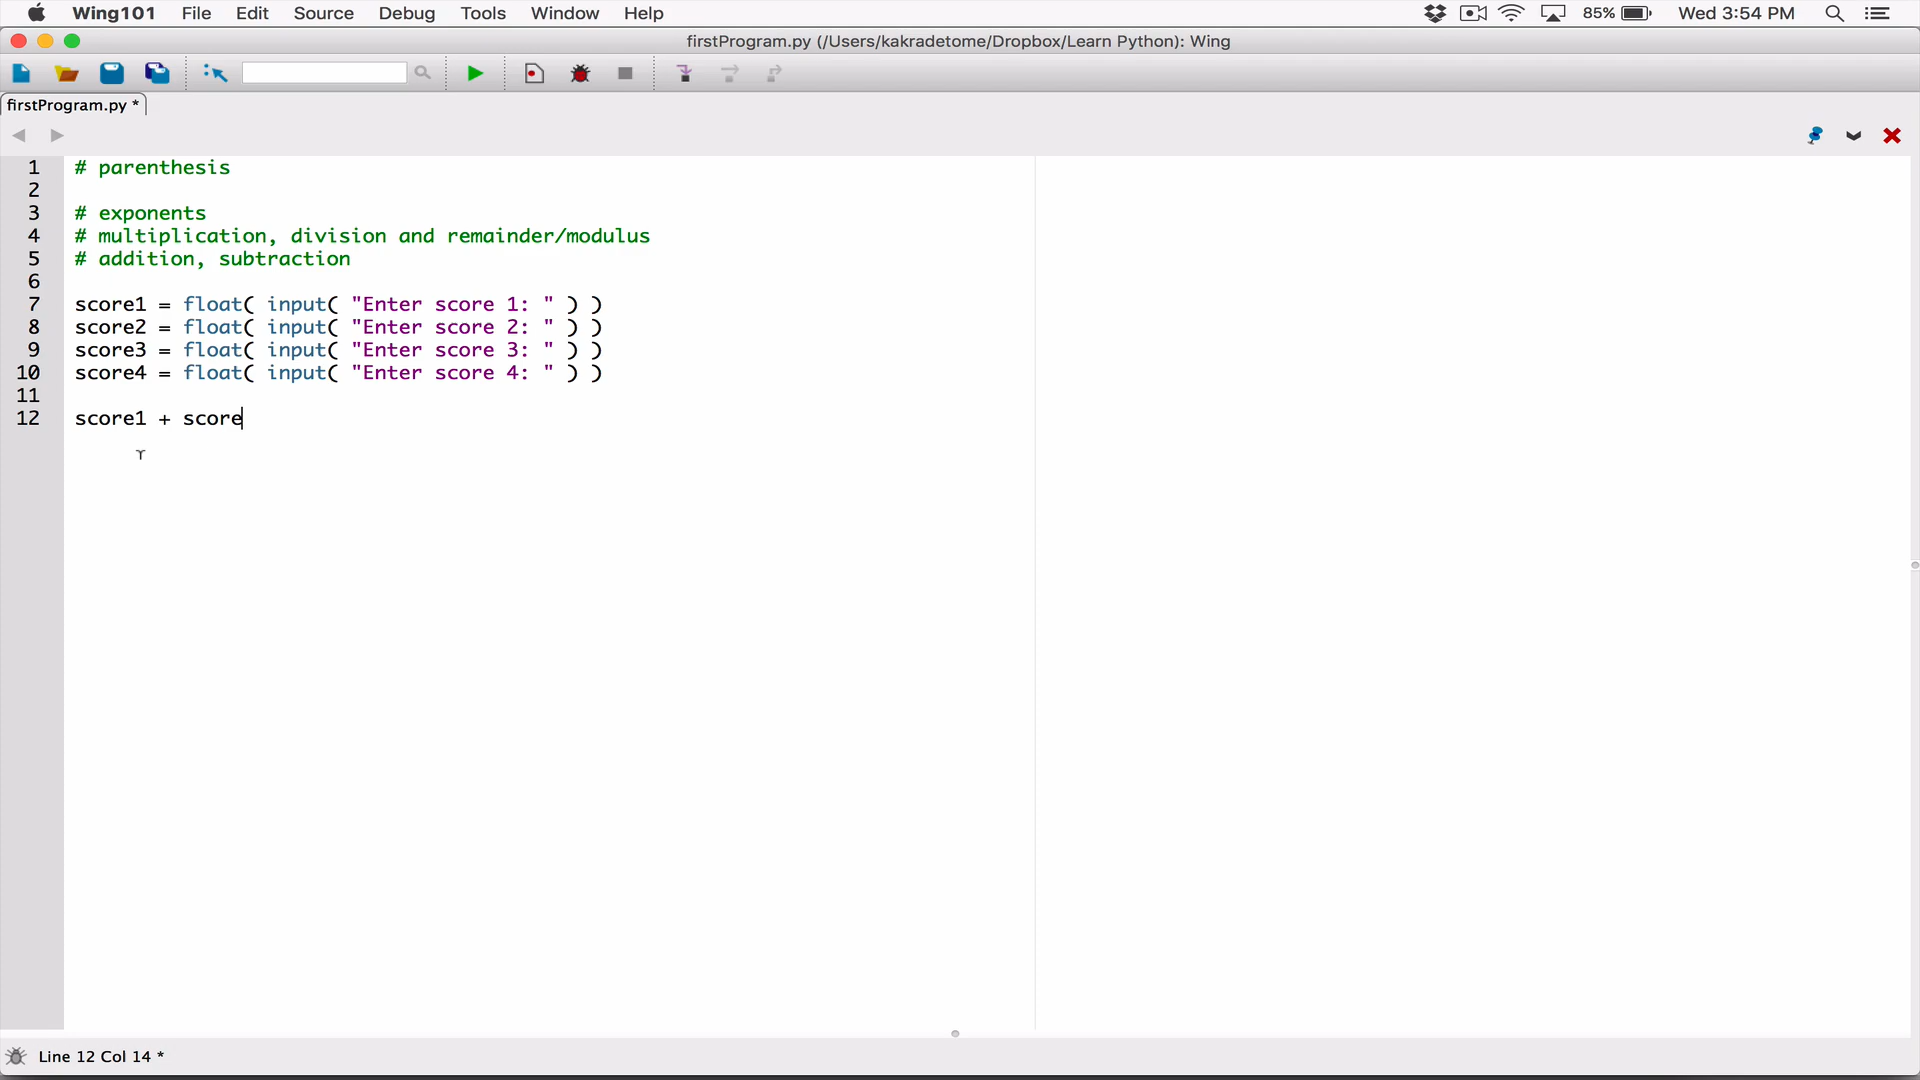 Wing101 File Edit Source Debug Tools Window Help 85% Wed 3:54 PM
firstProgram.py (/Users/kakradetome/Dropbox/Learn Python): Wing
firstProgram.py *
1 # parenthesis
2
3 # exponents
4 # multiplication, division and remainder/modulus
5 # addition, subtraction
6
7 score1 = float( input( "Enter score 1: " ) )
8 score2 = float( input( "Enter score 2: " ) )
9 score3 = float( input( "Enter score 3: " ) )
10 score4 = float( input( "Enter score 4: " ) )
11
12 score1 + score
Line 12 Col 14 *